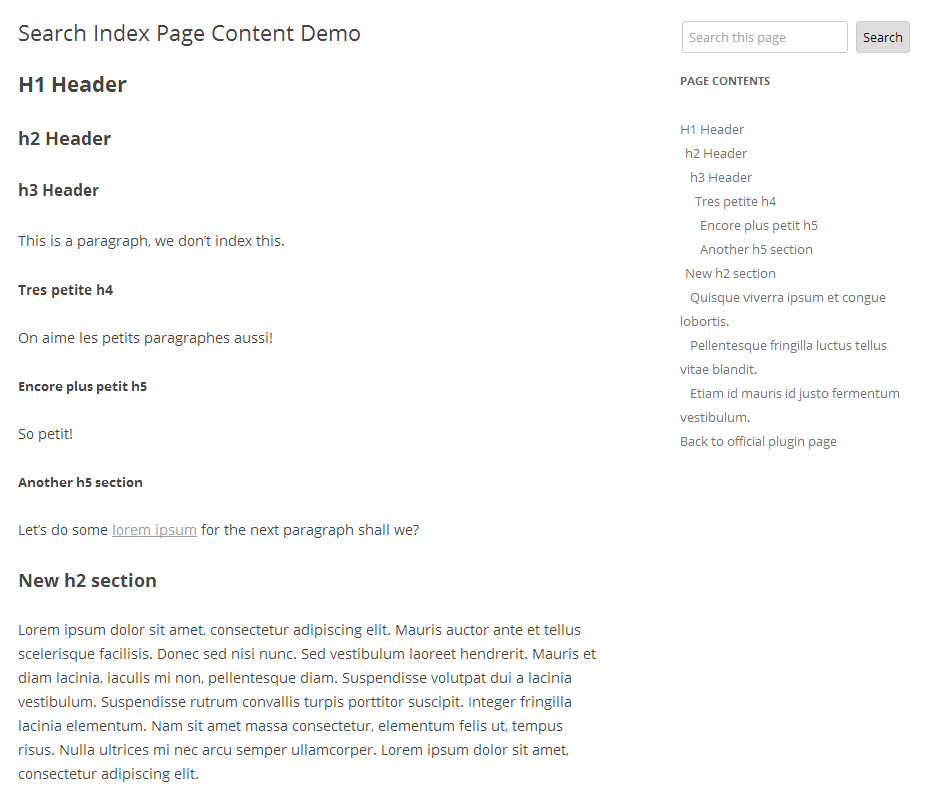 Search Index Page Content Demo
H1 Header
h2 Header
h3 Header
This is a paragraph, we don’t index this.
Tres petite h4
On aime les petits paragraphes aussi!
Encore plus petit h5
So petit!
Another h5 section
Let’s do some lorem ipsum for the next paragraph shall we?
New h2 section
Lorem ipsum dolor sit amet, consectetur adipiscing elit. Mauris auctor ante et tellus
scelerisque facilisis. Donec sed nisi nunc. Sed vestibulum laoreet hendrerit. Mauris et
diam lacinia, iaculis mi non, pellentesque diam. Suspendisse volutpat dui a lacinia
vestibulum. Suspendisse rutrum convallis turpis porttitor suscipit. Integer fringilla
lacinia elementum. Nam sit amet massa consectetur, elementum felis ut, tempus
risus. Nulla ultrices mi nec arcu semper ullamcorper. Lorem ipsum dolor sit amet,
consectetur adipiscing elit.
Search this page
Search
PAGE CONTENTS
H1 Header
h2 Header
h3 Header
Tres petite h4
Encore plus petit h5
Another h5 section
New h2 section
Quisque viverra ipsum et congue
lobortis.
Pellentesque fringilla luctus tellus
vitae blandit.
Etiam id mauris id justo fermentum
vestibulum.
Back to official plugin page